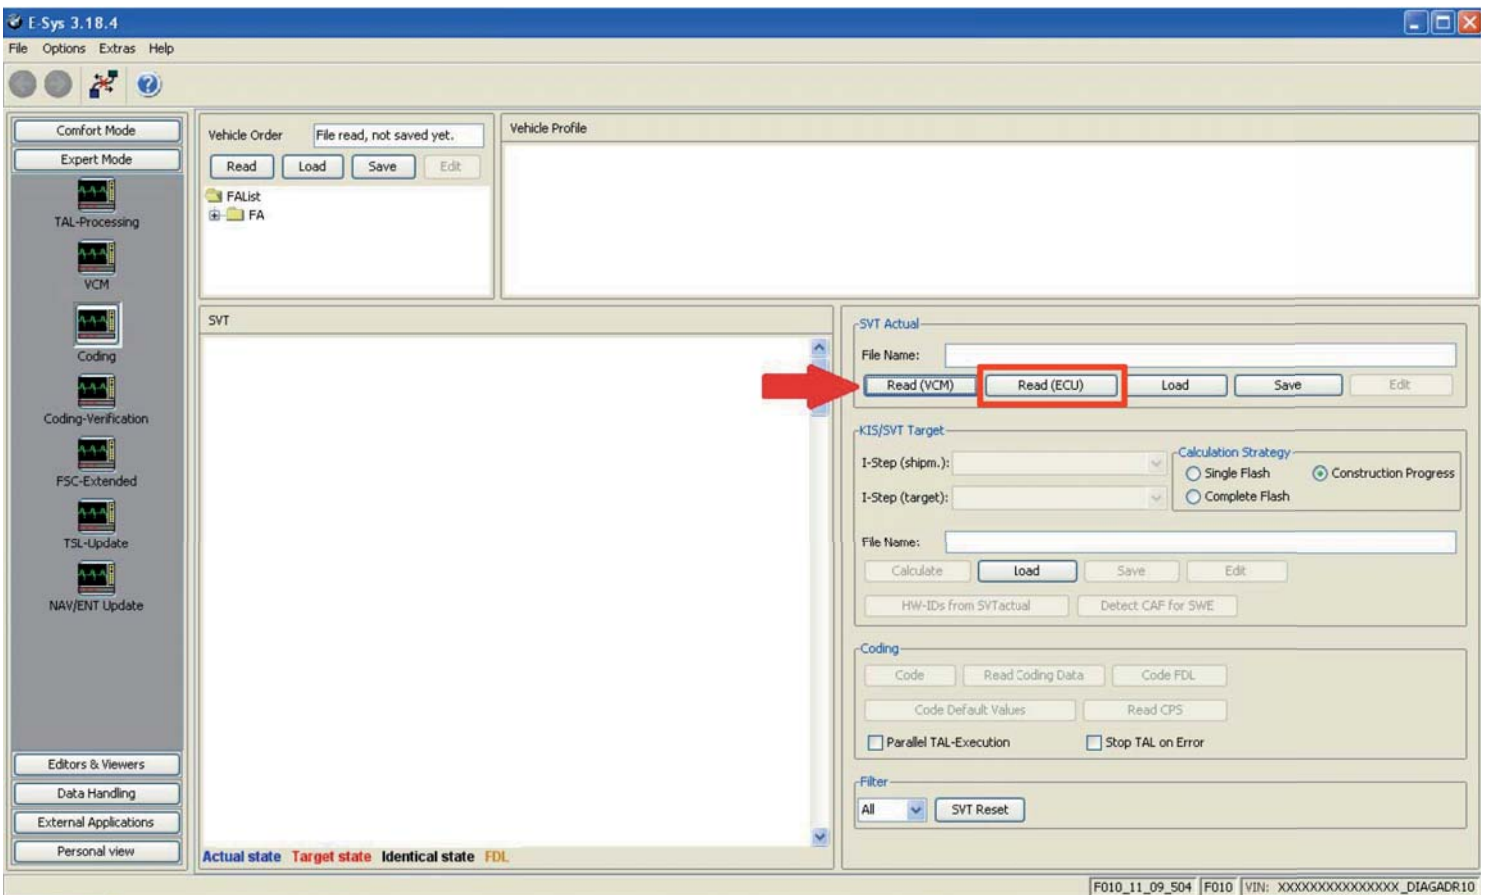 E-Sys 3.18.4
File Options Extras Help
Comfort Mode
Expert Mode
TAL-Processing
VCM
Coding
Coding-Verification
FSC-Extended
TSL-Update
NAV/ENT Update
Editors & Viewers
Data Handling
External Applications
Personal view
Vehicle Order File read, not saved yet.
Read Load Save Edit
FAList
FA
Vehicle Profile
SVT
Actual state Target state Identical state FDL
SVT Actual
File Name:
Read (VCM) Read (ECU) Load Save Edit
KIS/SVT Target
I-Step (shipm.):
I-Step (target):
Calculation Strategy
Single Flash Construction Progress
Complete Flash
File Name:
Calculate Load Save Edit
HW-IDs from SVTactual Detect CAF for SWE
Coding
Code Read Coding Data Code FDL
Code Default Values Read CPS
Parallel TAL-Execution Stop TAL on Error
Filter
All SVT Reset
F010_11_09_504 F010 VIN: XXXXXXXXXXXXXXX_DIAGADR10